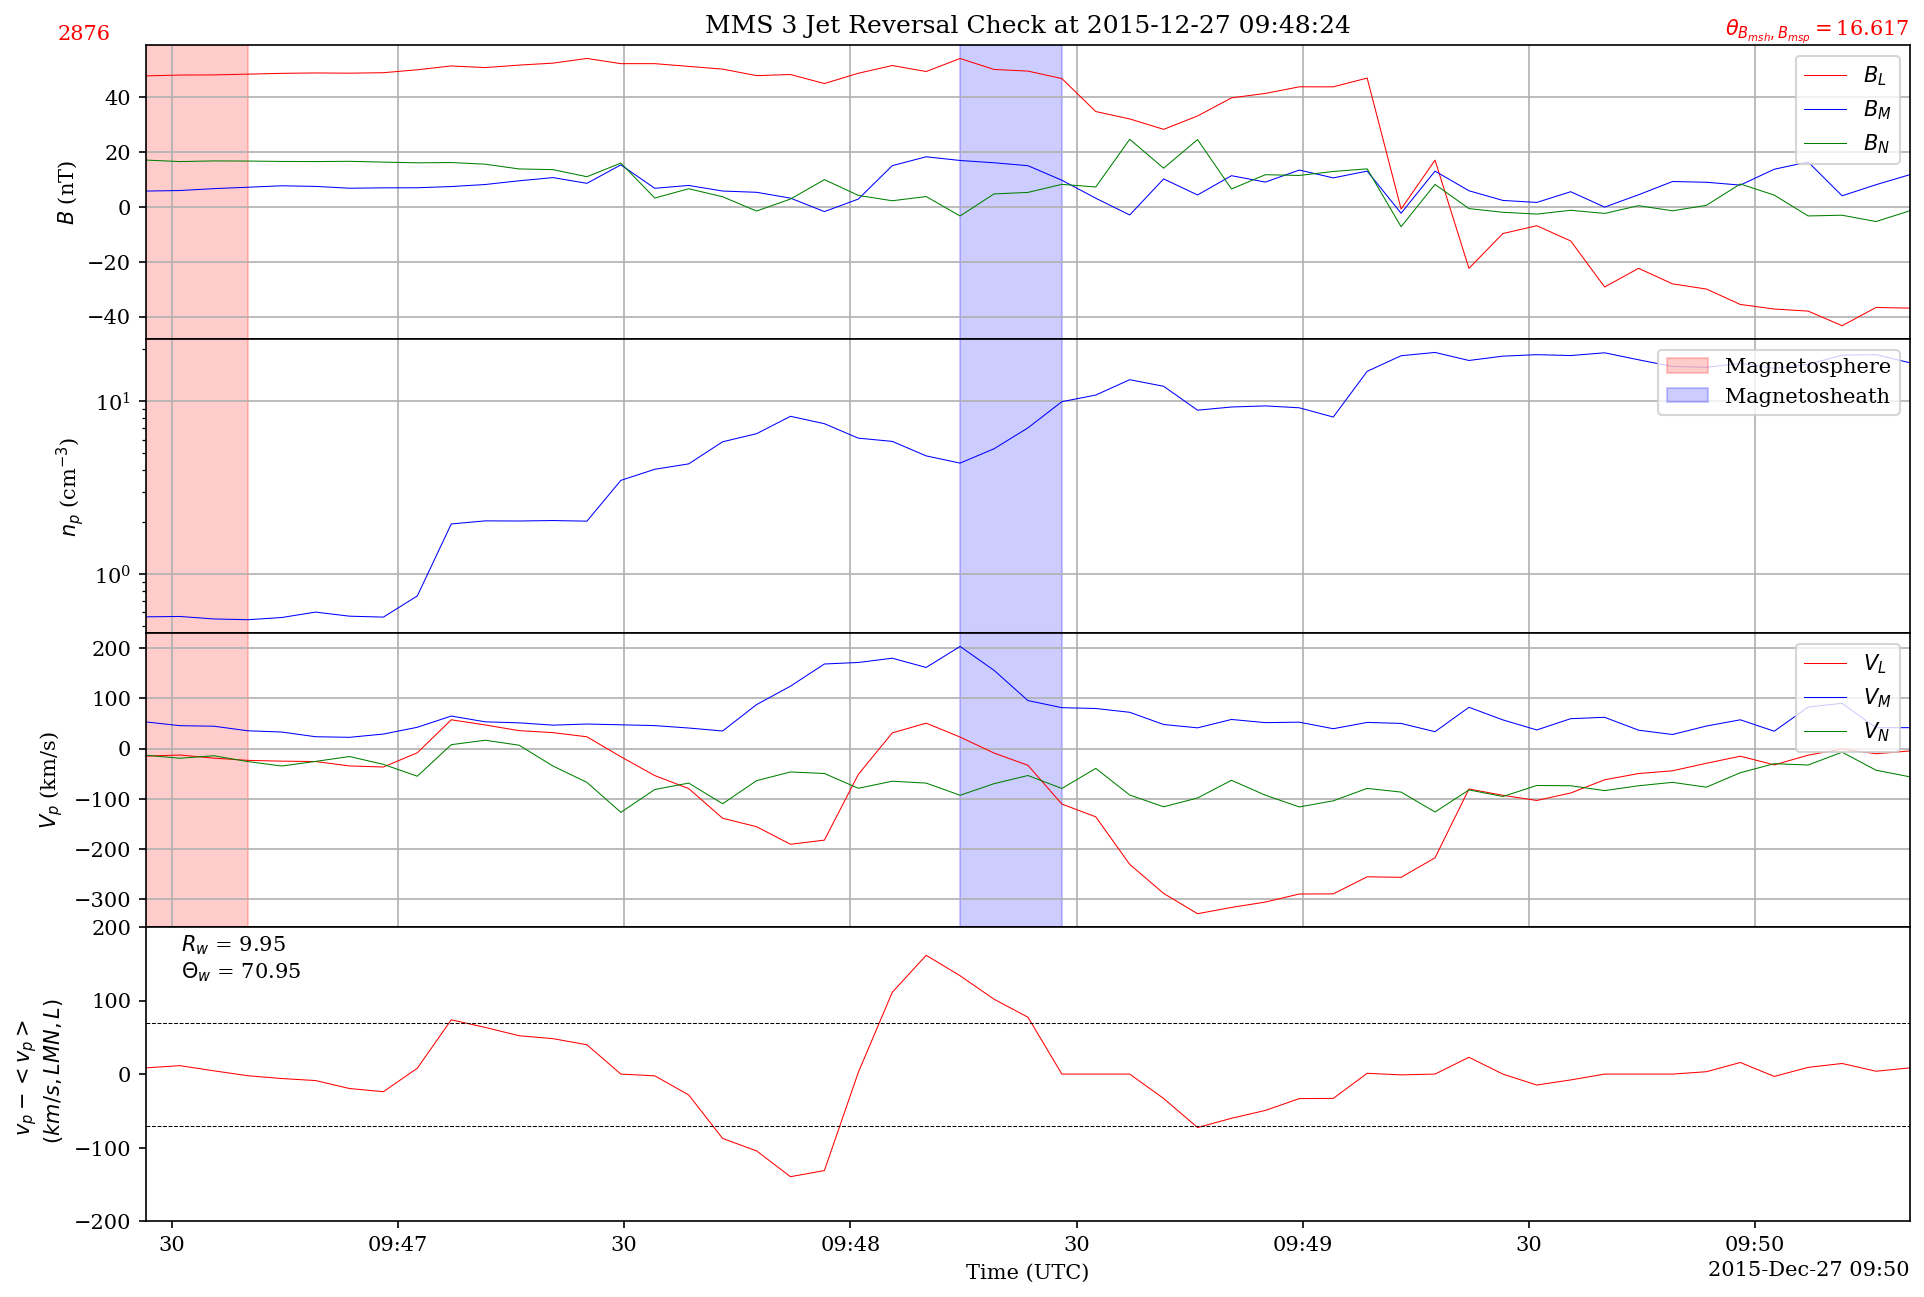 2876
MMS 3 Jet Reversal Check at 2015-12-27 09:48:24
θ_{B_{msh}, B_{msp}} = 16.617
B (nT)
40
20
0
−20
−40
B_L
B_M
B_N
n_p (cm^{−3})
10^1
10^0
Magnetosphere
Magnetosheath
V_p (km/s)
200
100
0
−100
−200
−300
V_L
V_M
V_N
v_p − < v_p >
(km/s, LMN, L)
200
100
0
−100
−200
R_w = 9.95
Θ_w = 70.95
30
09:47
30
09:48
30
09:49
30
09:50
Time (UTC)
2015-Dec-27 09:50